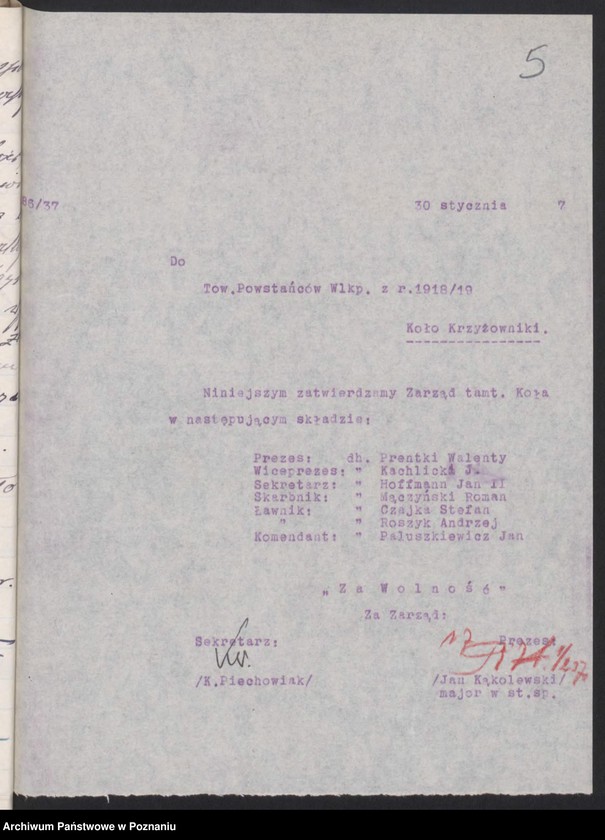 5
86/37 30 stycznia 7
Do
Tow.Powstańców Wlkp. z r.1918/19
Koło Krzyżowniki.
Niniejszym zatwierdzamy Zarząd tamt. Koła
w następującym składzie:
Prezes: dh. Prentki Walenty
Wiceprezes: " Kachlicki J.
Sekretarz: " Hoffmann Jan II
Skarbnik: " Mączyński Roman
Ławnik: " Czajka Stefan
" " Roszyk Andrzej
Komendant: " Paluszkiewicz Jan
„ Z a W o l n o ś ć "
Za Zarząd:
Sekretarz: Prezes:
/K.Piechowiak/ /Jan Kąkolewski/
major w st.sp.
Archiwum Państwowe w Poznaniu